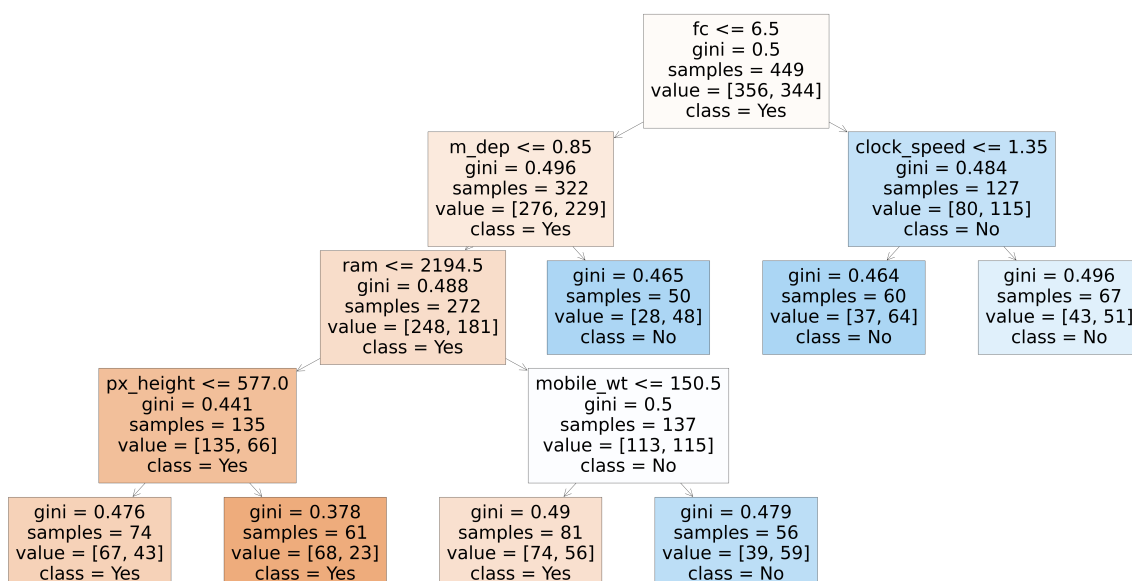 fc <= 6.5
gini = 0.5
samples = 449
value = [356, 344]
class = Yes
m_dep <= 0.85
gini = 0.496
samples = 322
value = [276, 229]
class = Yes
clock_speed <= 1.35
gini = 0.484
samples = 127
value = [80, 115]
class = No
ram <= 2194.5
gini = 0.488
samples = 272
value = [248, 181]
class = Yes
gini = 0.465
samples = 50
value = [28, 48]
class = No
gini = 0.464
samples = 60
value = [37, 64]
class = No
gini = 0.496
samples = 67
value = [43, 51]
class = No
px_height <= 577.0
gini = 0.441
samples = 135
value = [135, 66]
class = Yes
mobile_wt <= 150.5
gini = 0.5
samples = 137
value = [113, 115]
class = No
gini = 0.476
samples = 74
value = [67, 43]
class = Yes
gini = 0.378
samples = 61
value = [68, 23]
class = Yes
gini = 0.49
samples = 81
value = [74, 56]
class = Yes
gini = 0.479
samples = 56
value = [39, 59]
class = No